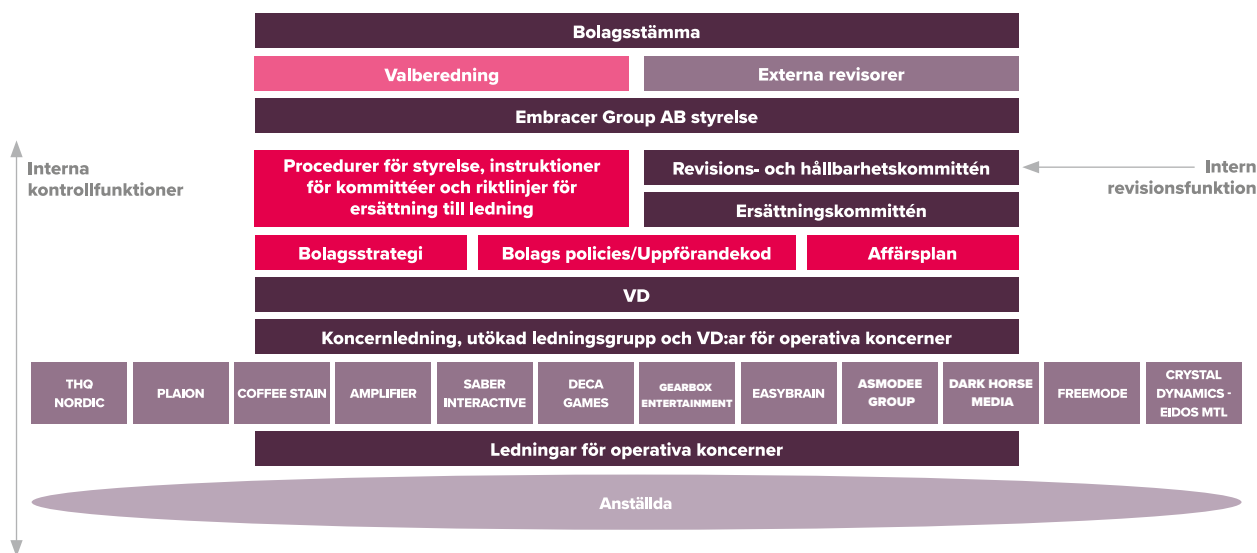 Bolagsstämma
Valberedning
Externa revisorer
Embracer Group AB styrelse
Interna
kontrollfunktioner
Procedurer för styrelse, instruktioner
för kommittéer och riktlinjer för
ersättning till ledning
Revisions- och hållbarhetskommittén
Ersättningskommittén
Intern
revisionsfunktion
Bolagsstrategi
Bolags policies/Uppförandekod
Affärsplan
VD
Koncernledning, utökad ledningsgrupp och VD:ar för operativa koncerner
THQ
NORDIC
PLAION
COFFEE STAIN
AMPLIFIER
SABER
INTERACTIVE
DECA
GAMES
GEARBOX
ENTERTAINMENT
EASYBRAIN
ASMODEE
GROUP
DARK HORSE
MEDIA
FREEMODE
CRYSTAL
DYNAMICS -
EIDOS MTL
Ledningar för operativa koncerner
Anställda